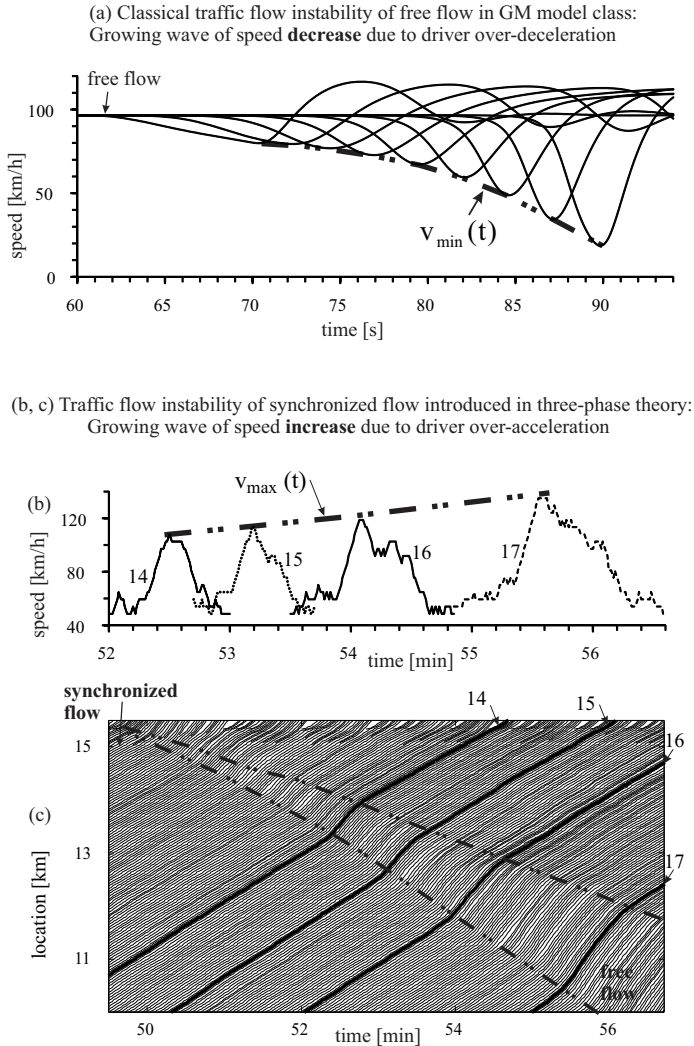 (a) Classical traffic flow instability of free flow in GM model class:
Growing wave of speed decrease due to driver over-deceleration
free flow
100
50
0
speed [km/h]
v min (t)
60 65 70 75 80 85 90
time [s]
(b, c) Traffic flow instability of synchronized flow introduced in three-phase theory:
Growing wave of speed increase due to driver over-acceleration
(b)
v max (t)
120
80
40
speed [km/h]
14 15 16 17
52 53 54 55 56
time [min]
synchronized
flow
14 15
16
17
(c)
15
13
11
location [km]
free
flow
50 52 54 56
time [min]